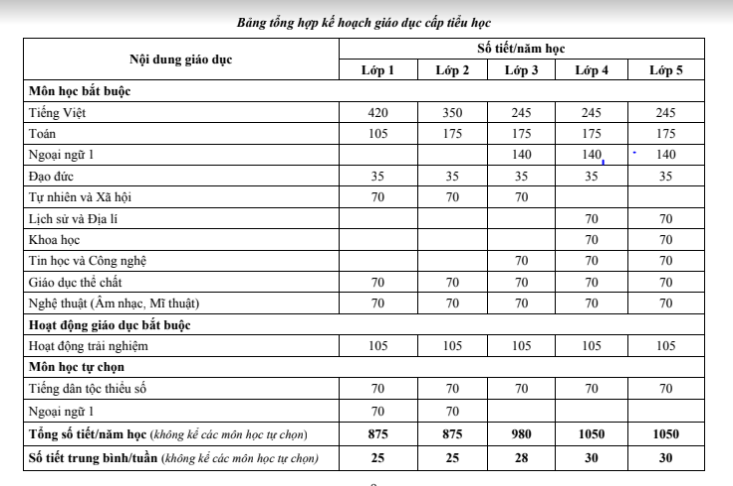 Bảng tổng hợp kế hoạch giáo dục cấp tiểu học
Nội dung giáo dục Số tiết/năm học
Lớp 1 Lớp 2 Lớp 3 Lớp 4 Lớp 5
Môn học bắt buộc
Tiếng Việt 420 350 245 245 245
Toán 105 175 175 175 175
Ngoại ngữ 1 140 140 140
Đạo đức 35 35 35 35 35
Tự nhiên và Xã hội 70 70 70
Lịch sử và Địa lí 70 70
Khoa học 70 70
Tin học và Công nghệ 70 70 70
Giáo dục thể chất 70 70 70 70 70
Nghệ thuật (Âm nhạc, Mĩ thuật) 70 70 70 70 70
Hoạt động giáo dục bắt buộc
Hoạt động trải nghiệm 105 105 105 105 105
Môn học tự chọn
Tiếng dân tộc thiểu số 70 70 70 70 70
Ngoại ngữ 1 70 70
Tổng số tiết/năm học (không kể các môn học tự chọn) 875 875 980 1050 1050
Số tiết trung bình/tuần (không kể các môn học tự chọn) 25 25 28 30 30